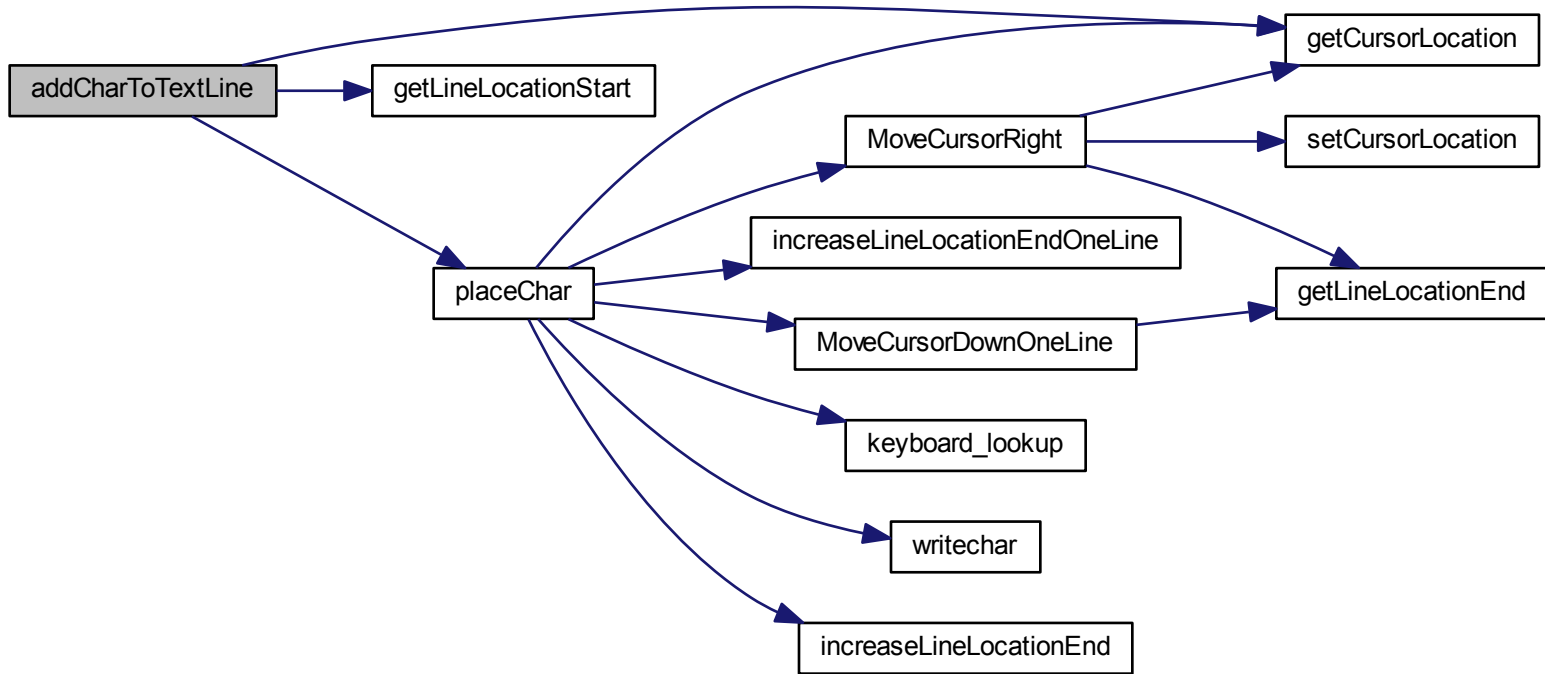 addCharToTextLine
getLineLocationStart
placeChar
getCursorLocation
MoveCursorRight
setCursorLocation
increaseLineLocationEndOneLine
getLineLocationEnd
MoveCursorDownOneLine
keyboard_lookup
writechar
increaseLineLocationEnd